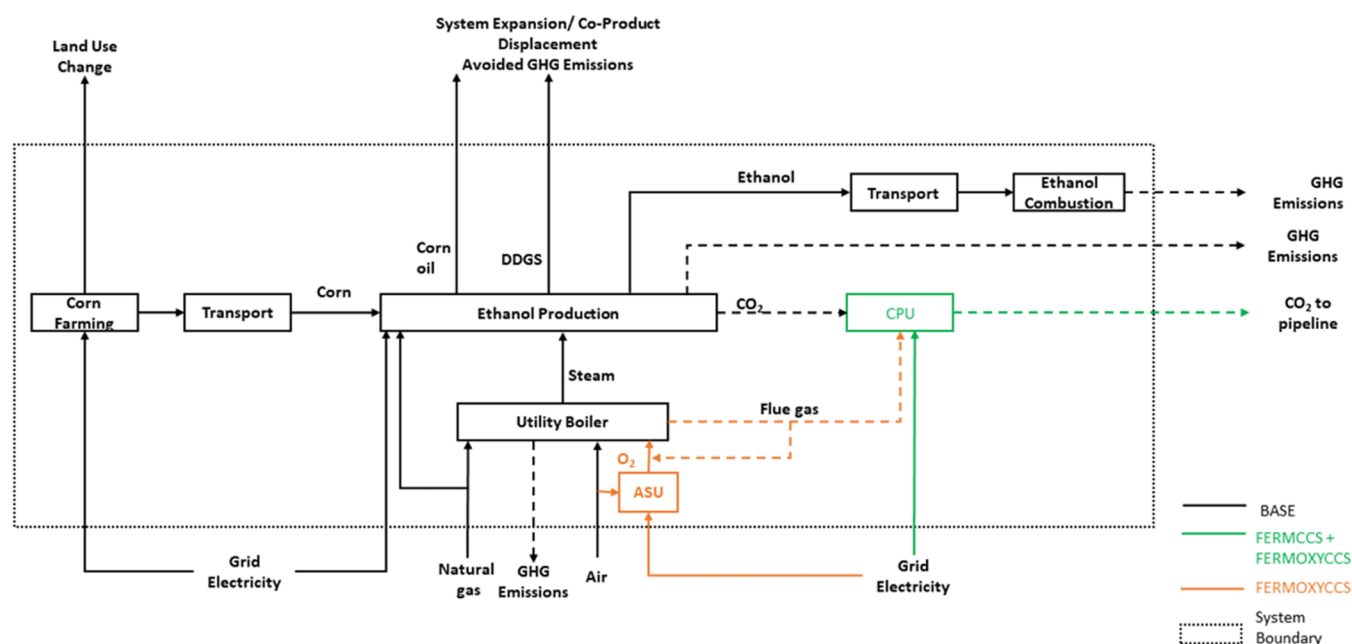 System Expansion/ Co-Product
Displacement
Avoided GHG Emissions
Land Use
Change
Ethanol
Transport
Ethanol
Combustion
GHG
Emissions
GHG
Emissions
Corn
oil
DDGS
Corn
Farming
Transport
Corn
Ethanol Production
CO₂
CPU
CO₂ to
pipeline
Steam
Utility Boiler
Flue gas
O₂
ASU
Grid
Electricity
Natural
gas
GHG
Emissions
Air
Grid
Electricity
BASE
FERMCCS +
FERMOXYCCS
FERMOXYCCS
System
Boundary